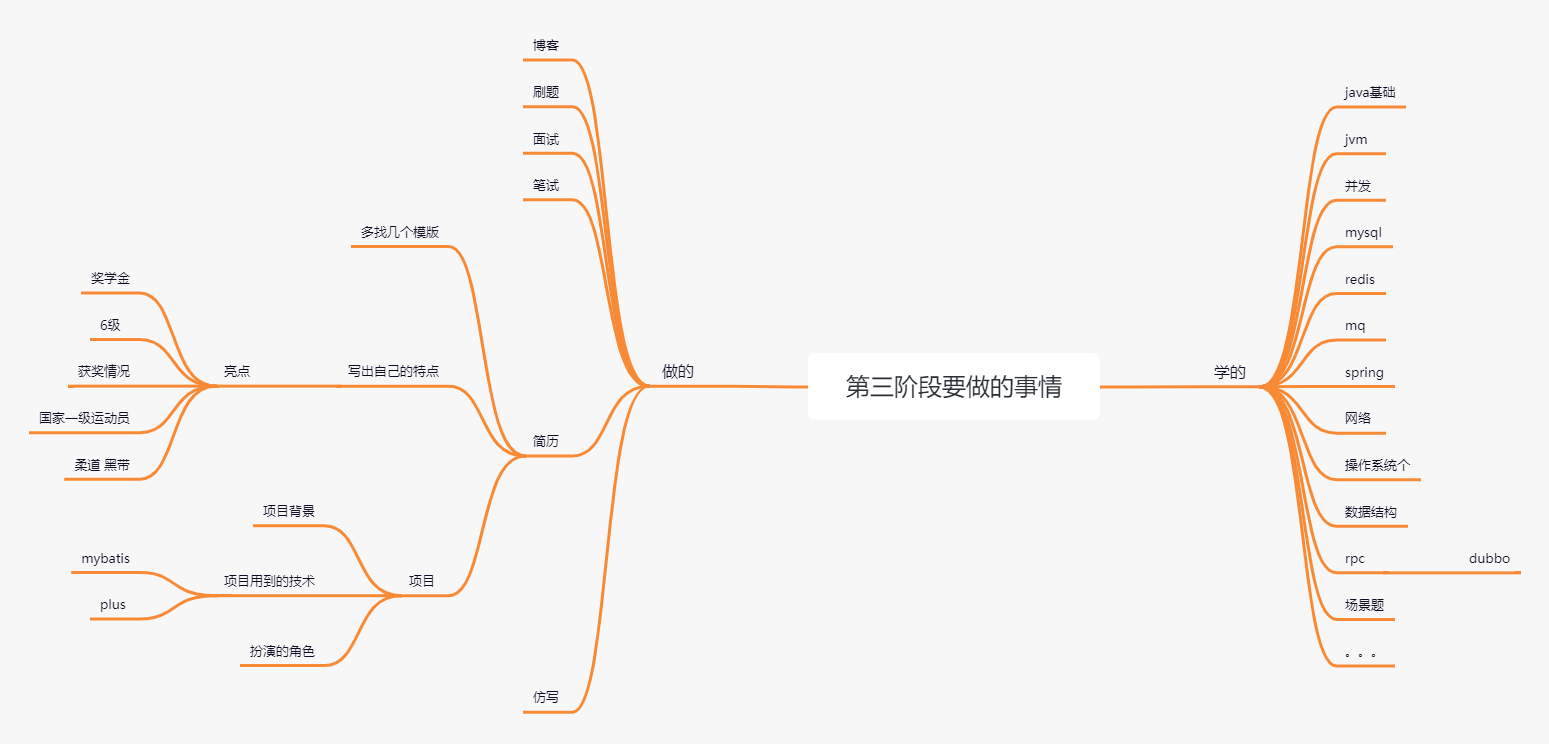 第三阶段要做的事情
学的
java基础
jvm
并发
mysql
redis
mq
spring
网络
操作系统个
数据结构
rpc
dubbo
场景题
。。。
做的
博客
刷题
面试
笔试
简历
多找几个模版
写出自己的特点
亮点
奖学金
6级
获奖情况
国家一级运动员
柔道 黑带
项目
项目背景
项目用到的技术
mybatis
plus
扮演的角色
仿写